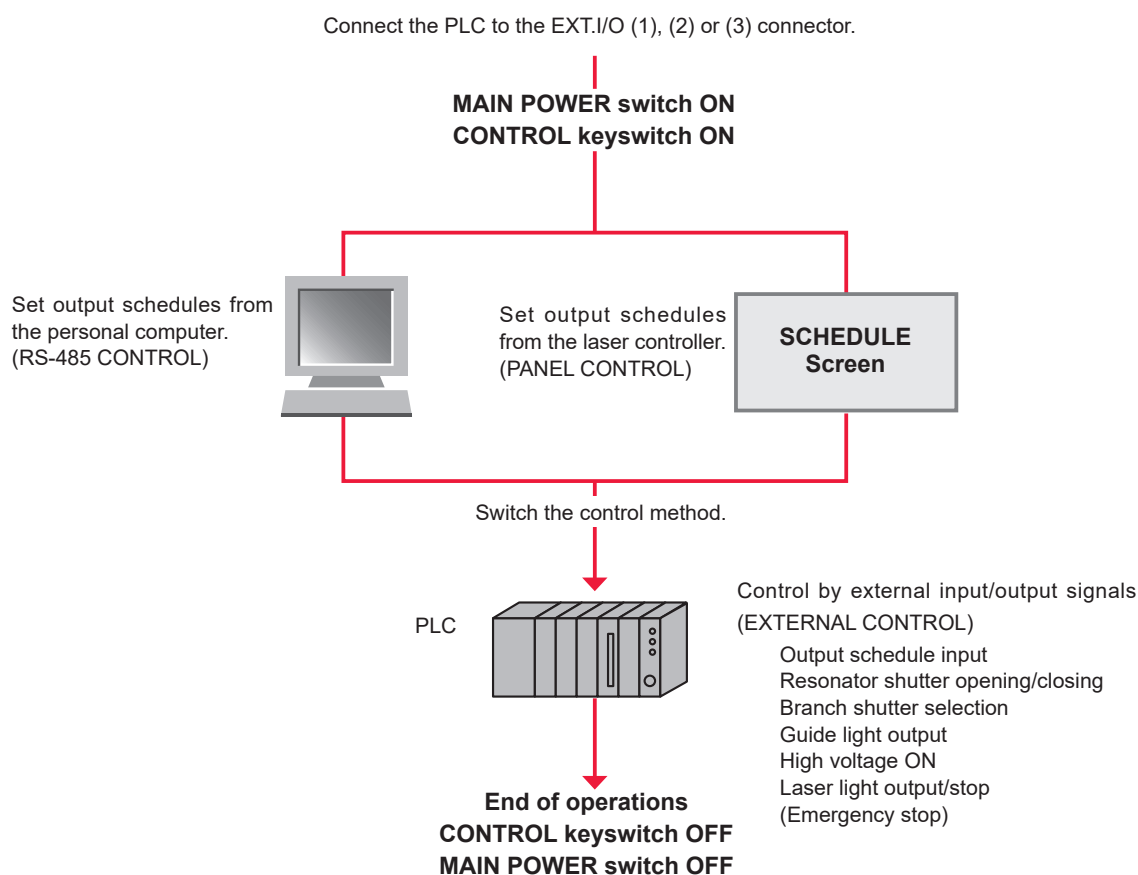 Connect the PLC to the EXT.I/O (1), (2) or (3) connector.
MAIN POWER switch ON
CONTROL keyswitch ON
Set output schedules from
the personal computer.
(RS-485 CONTROL)
Set output schedules
from the laser controller.
(PANEL CONTROL)
SCHEDULE
Screen
Switch the control method.
PLC
Control by external input/output signals
(EXTERNAL CONTROL)
Output schedule input
Resonator shutter opening/closing
Branch shutter selection
Guide light output
High voltage ON
Laser light output/stop
(Emergency stop)
End of operations
CONTROL keyswitch OFF
MAIN POWER switch OFF